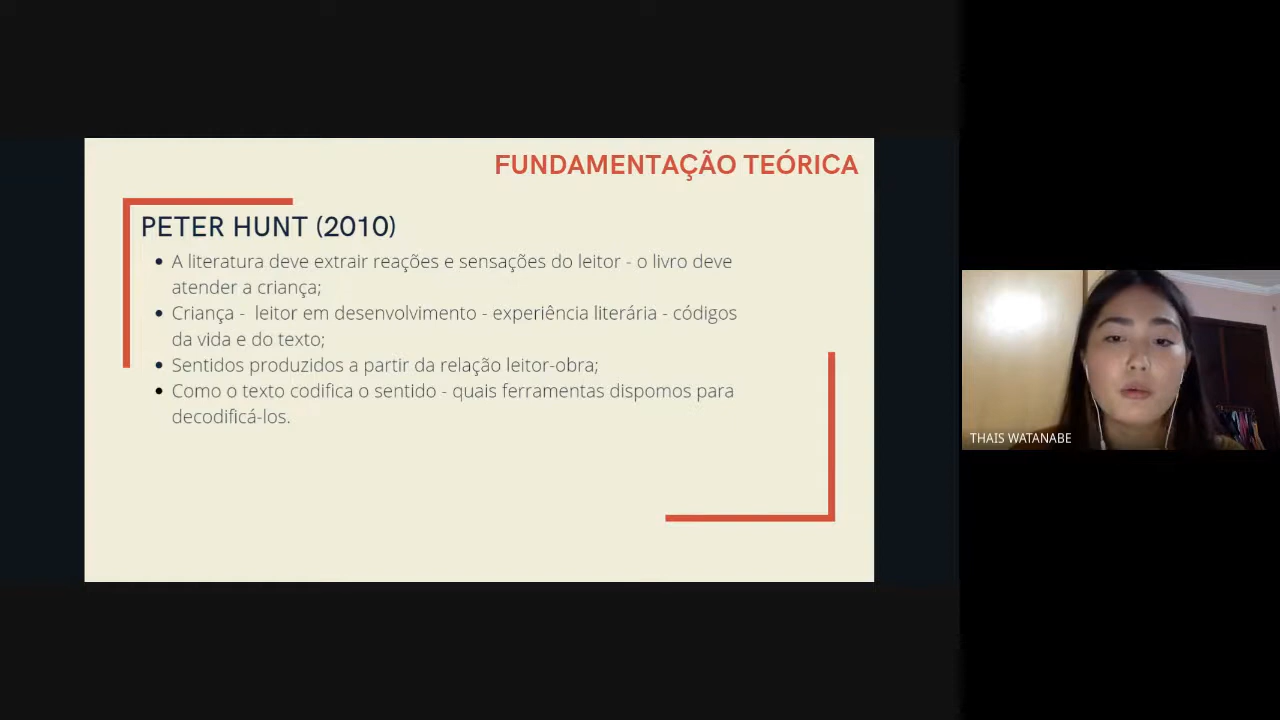 FUNDAMENTAÇÃO TEÓRICA
PETER HUNT (2010)
• A literatura deve extrair reações e sensações do leitor - o livro deve
atender a criança;
• Criança - leitor em desenvolvimento - experiência literária - códigos
da vida e do texto;
• Sentidos produzidos a partir da relação leitor-obra;
• Como o texto codifica o sentido - quais ferramentas dispomos para
decodificá-los.
THAIS WATANABE